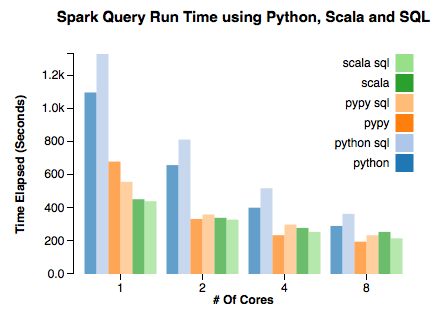 Spark Query Run Time using Python, Scala and SQL
scala sql
scala
pypy sql
pypy
python sql
python
Time Elapsed (Seconds)
1.2k
1.0k
800
600
400
200
0.0
1 2 4 8
# Of Cores